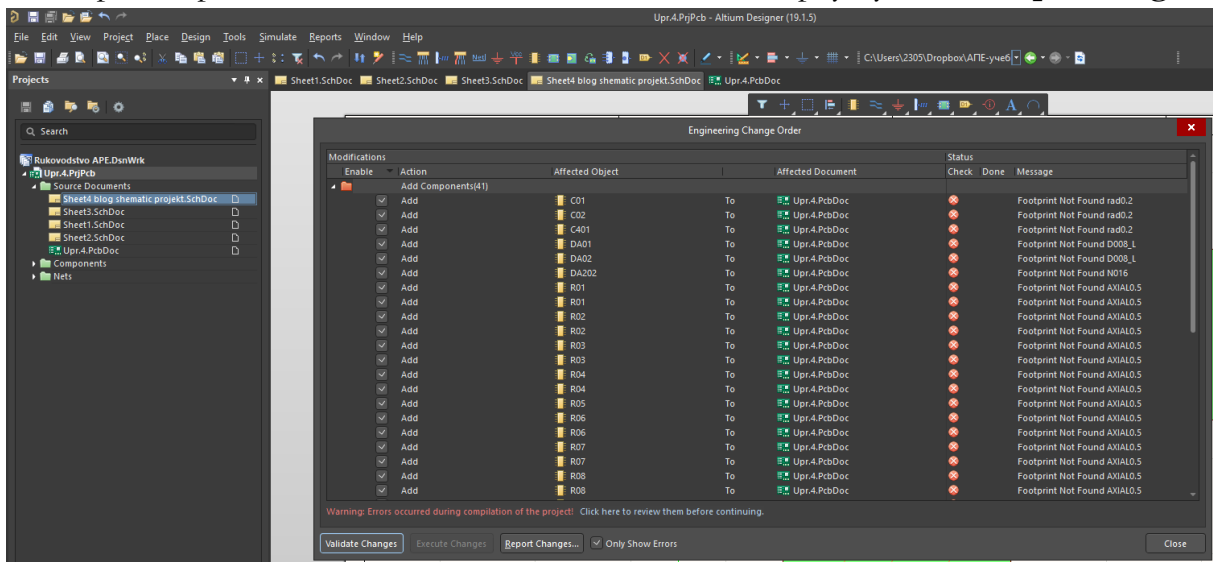 Upr.4.PrjPcb - Altium Designer (19.1.5)
File Edit View Project Place Design Tools Simulate Reports Window Help
C:\Users\2305\Dropbox\АПЕ-учеб
Projects
Sheet1.SchDoc Sheet2.SchDoc Sheet3.SchDoc Sheet4 blog shematic projekt.SchDoc Upr.4.PcbDoc
Search
Rukovodstvo APE.DsnWrk
Upr.4.PrjPcb
Source Documents
Sheet4 blog shematic projekt.SchDoc
Sheet3.SchDoc
Sheet1.SchDoc
Sheet2.SchDoc
Upr.4.PcbDoc
Components
Nets
Engineering Change Order
Modifications Status
Enable Action Affected Object Affected Document Check Done Message
Add Components(41)
Add C01 To Upr.4.PcbDoc Footprint Not Found rad0.2
Add C02 To Upr.4.PcbDoc Footprint Not Found rad0.2
Add C401 To Upr.4.PcbDoc Footprint Not Found rad0.2
Add DA01 To Upr.4.PcbDoc Footprint Not Found D008_L
Add DA02 To Upr.4.PcbDoc Footprint Not Found D008_L
Add DA202 To Upr.4.PcbDoc Footprint Not Found N016
Add R01 To Upr.4.PcbDoc Footprint Not Found AXIAL0.5
Add R01 To Upr.4.PcbDoc Footprint Not Found AXIAL0.5
Add R02 To Upr.4.PcbDoc Footprint Not Found AXIAL0.5
Add R02 To Upr.4.PcbDoc Footprint Not Found AXIAL0.5
Add R03 To Upr.4.PcbDoc Footprint Not Found AXIAL0.5
Add R03 To Upr.4.PcbDoc Footprint Not Found AXIAL0.5
Add R04 To Upr.4.PcbDoc Footprint Not Found AXIAL0.5
Add R04 To Upr.4.PcbDoc Footprint Not Found AXIAL0.5
Add R05 To Upr.4.PcbDoc Footprint Not Found AXIAL0.5
Add R06 To Upr.4.PcbDoc Footprint Not Found AXIAL0.5
Add R06 To Upr.4.PcbDoc Footprint Not Found AXIAL0.5
Add R07 To Upr.4.PcbDoc Footprint Not Found AXIAL0.5
Add R07 To Upr.4.PcbDoc Footprint Not Found AXIAL0.5
Add R08 To Upr.4.PcbDoc Footprint Not Found AXIAL0.5
Add R08 To Upr.4.PcbDoc Footprint Not Found AXIAL0.5
Warning: Errors occurred during compilation of the project! Click here to review them before continuing.
Validate Changes Execute Changes Report Changes... Only Show Errors Close